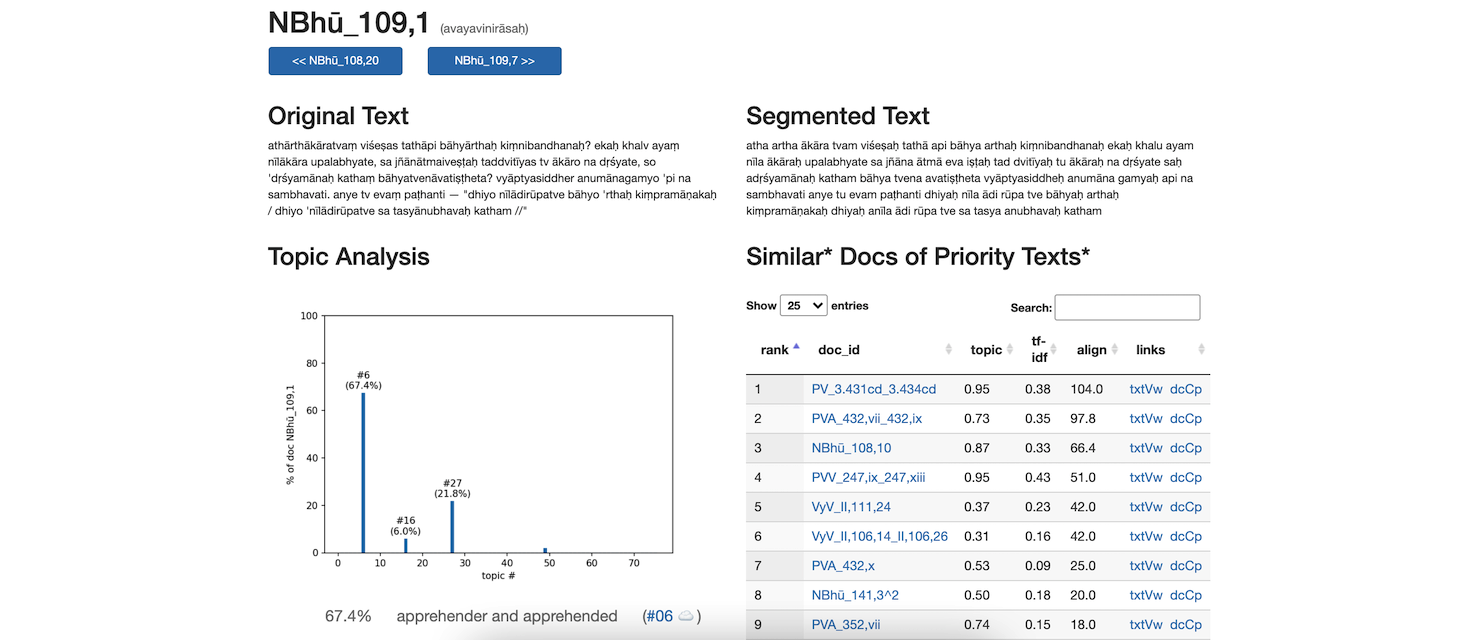 NBhū_109,1 (avayavinirāsaḥ)
<< NBhū_108,20
NBhū_109,7 >>
Original Text
athārthākāratvaṃ viśeṣas tathāpi bāhyārthaḥ kiṃnibandhanaḥ? ekaḥ khalv ayam
nīlākāra upalabhyate, sa jñānātmaiveṣṭaḥ taddvitīyas tv ākāro na dṛśyate, so
'dṛśyamānaḥ kathaṃ bāhyatvenāvatiṣṭheta? vyāptyasiddher anumānagamyo 'pi na
sambhavati. anye tv evaṃ paṭhanti — "dhiyo nīlādirūpatve bāhyo 'rthaḥ kiṃpramāṇakaḥ
/ dhiyo 'nīlādirūpatve sa tasyānubhavaḥ katham //"
Segmented Text
atha artha ākāra tvam viśeṣaḥ tathā api bāhya arthaḥ kiṃnibandhanaḥ ekaḥ khalu ayam
nīla ākāraḥ upalabhyate sa jñāna ātmā eva iṣṭaḥ tad dvitīyaḥ tu ākāraḥ na dṛśyate saḥ
adṛśyamānaḥ katham bāhya tvena avatiṣṭheta vyāptyasiddheḥ anumāna gamyaḥ api na
sambhavati anye tu evam paṭhanti dhiyaḥ nīla ādi rūpa tve bāhyaḥ arthaḥ
kiṃpramāṇakaḥ dhiyaḥ anīla ādi rūpa tve sa tasya anubhavaḥ katham
Topic Analysis
% of doc NBhū_109,1
100
80
60
40
20
0
#6
(67.4%)
#16
(6.0%)
#27
(21.8%)
0 10 20 30 40 50 60 70
topic #
67.4% apprehender and apprehended (#06 )
Similar* Docs of Priority Texts*
Show 25 entries
Search:
rank doc_id topic tf-idf align links
1 PV_3.431cd_3.434cd 0.95 0.38 104.0 txtVw dcCp
2 PVA_432,vii_432,ix 0.73 0.35 97.8 txtVw dcCp
3 NBhū_108,10 0.87 0.33 66.4 txtVw dcCp
4 PVV_247,ix_247,xiii 0.95 0.43 51.0 txtVw dcCp
5 VyV_II,111,24 0.37 0.23 42.0 txtVw dcCp
6 VyV_II,106,14_II,106,26 0.31 0.16 42.0 txtVw dcCp
7 PVA_432,x 0.53 0.09 25.0 txtVw dcCp
8 NBhū_141,3^2 0.50 0.18 20.0 txtVw dcCp
9 PVA_352,vii 0.74 0.15 18.0 txtVw dcCp